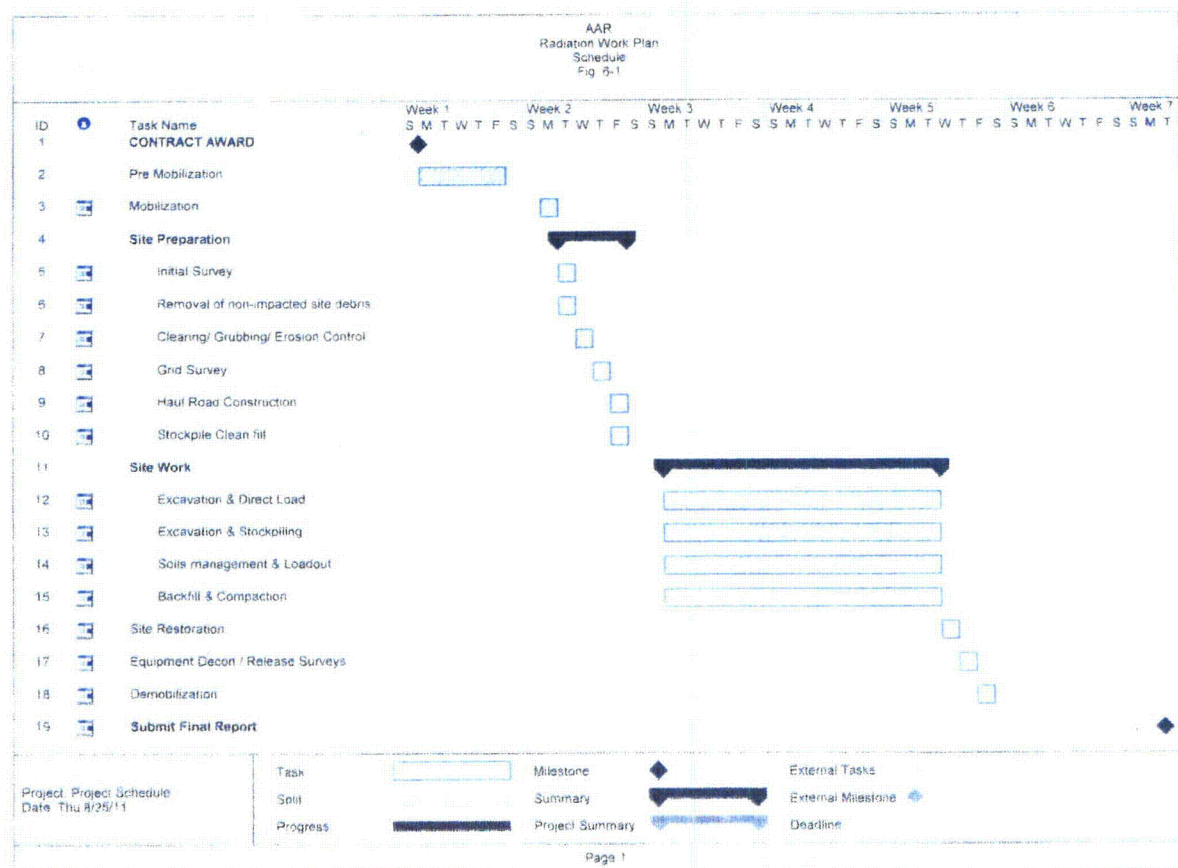 AAR
Radiation Work Plan
Schedule
Fig. 6-1
Week 1 Week 2 Week 3 Week 4 Week 5 Week 6 Week 7
ID Task Name S M T W T F S S M T W T F S S M T W T F S S M T W T F S S M T W T F S S M T W T F S S M T
1 CONTRACT AWARD
2 Pre Mobilization
3 Mobilization
4 Site Preparation
5 Initial Survey
6 Removal of non-impacted site debris
7 Clearing/ Grubbing/ Erosion Control
8 Grid Survey
9 Haul Road Construction
10 Stockpile Clean fill
11 Site Work
12 Excavation & Direct Load
13 Excavation & Stockpiling
14 Soils management & Loadout
15 Backfill & Compaction
16 Site Restoration
17 Equipment Decon / Release Surveys
18 Demobilization
19 Submit Final Report
Project: Project Schedule
Date: Thu 8/25/11
Task Milestone External Tasks
Split Summary External Milestone
Progress Project Summary Deadline
Page 1